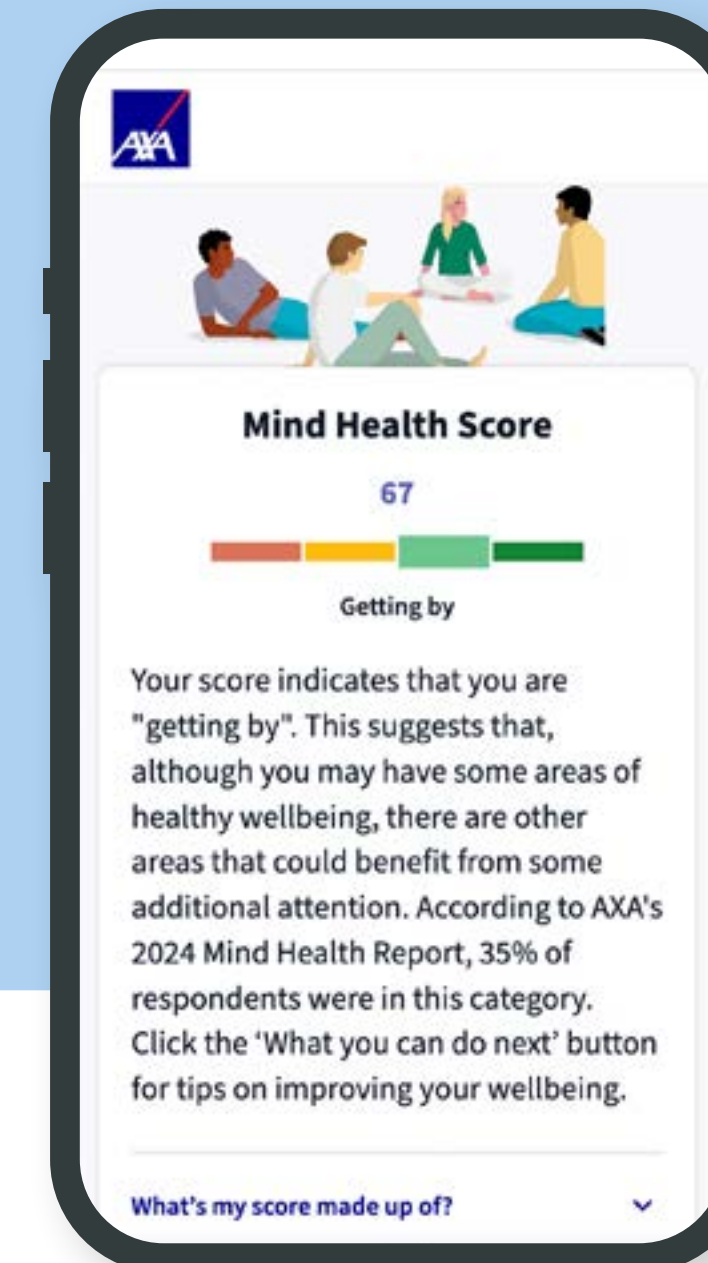 AXA
Mind Health Score
67
Getting by
Your score indicates that you are
"getting by". This suggests that,
although you may have some areas of
healthy wellbeing, there are other
areas that could benefit from some
additional attention. According to AXA's
2024 Mind Health Report, 35% of
respondents were in this category.
Click the ‘What you can do next’ button
for tips on improving your wellbeing.
What's my score made up of?